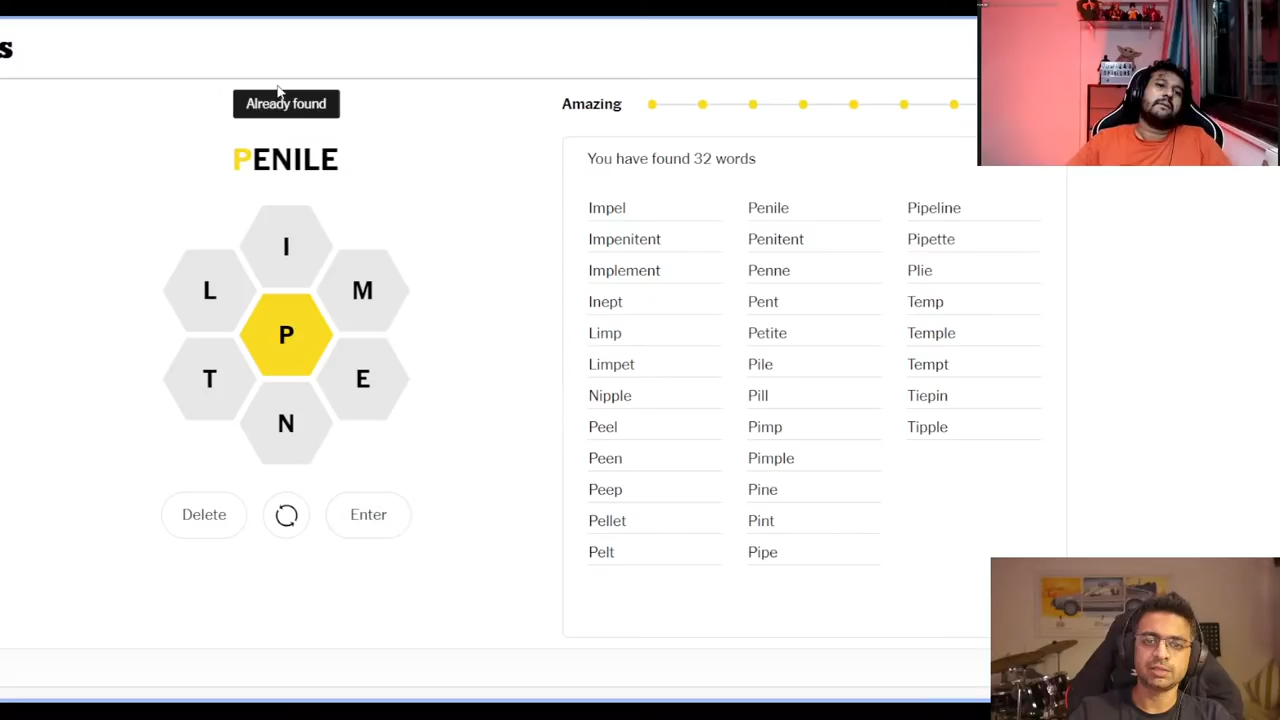 s
Already found
PENILE
I
L
M
P
T
E
N
Delete
Enter
Amazing
You have found 32 words
Impel
Impenitent
Implement
Inept
Limp
Limpet
Nipple
Peel
Peen
Peep
Pellet
Pelt
Penile
Penitent
Penne
Pent
Petite
Pile
Pill
Pimp
Pimple
Pine
Pint
Pipe
Pipeline
Pipette
Plie
Temp
Temple
Tempt
Tiepin
Tipple